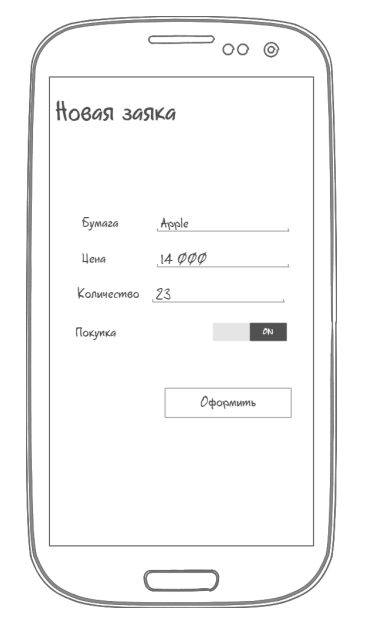 Новая заяка
Бумага Apple
Цена 14 000
Количество 23
Покупка ON
Оформить